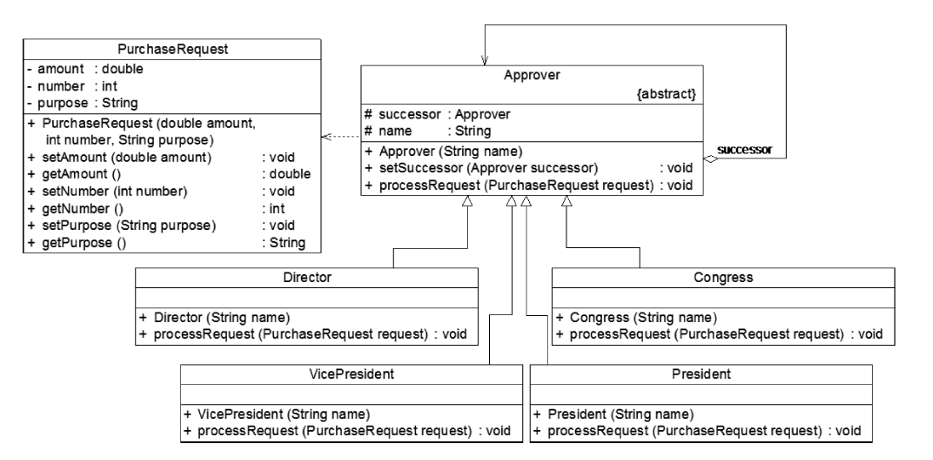 PurchaseRequest
- amount : double
- number : int
- purpose : String
+ PurchaseRequest (double amount,
int number, String purpose)
+ setAmount (double amount) : void
+ getAmount () : double
+ setNumber (int number) : void
+ getNumber () : int
+ setPurpose (String purpose) : void
+ getPurpose () : String
Approver
{abstract}
# successor : Approver
# name : String
+ Approver (String name)
+ setSuccessor (Approver successor) : void
+ processRequest (PurchaseRequest request) : void
successor
Director
+ Director (String name)
+ processRequest (PurchaseRequest request) : void
Congress
+ Congress (String name)
+ processRequest (PurchaseRequest request) : void
VicePresident
+ VicePresident (String name)
+ processRequest (PurchaseRequest request) : void
President
+ President (String name)
+ processRequest (PurchaseRequest request) : void